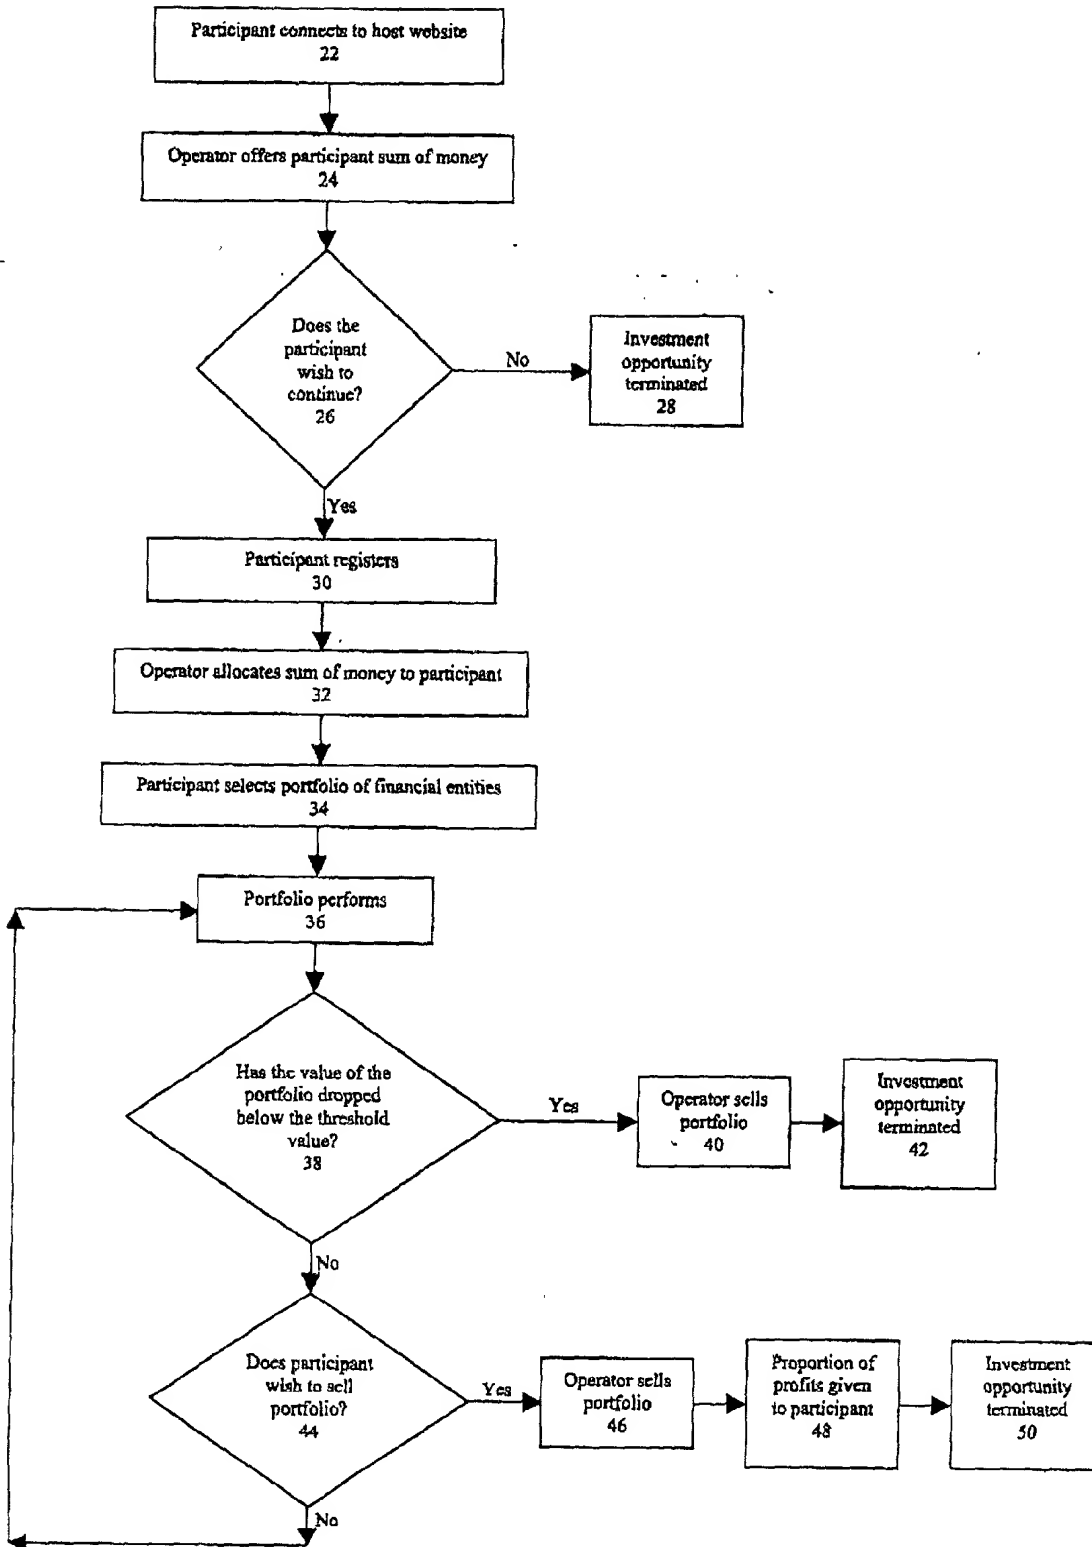 Participant connects to host website
22
Operator offers participant sum of money
24
Does the
participant
wish to
continue?
26
No
Investment
opportunity
terminated
28
Yes
Participant registers
30
Operator allocates sum of money to participant
32
Participant selects portfolio of financial entities
34
Portfolio performs
36
Has the value of the
portfolio dropped
below the threshold
value?
38
Yes
Operator sells
portfolio
40
Investment
opportunity
terminated
42
No
Does participant
wish to sell
portfolio?
44
Yes
Operator sells
portfolio
46
Proportion of
profits given
to participant
48
Investment
opportunity
terminated
50
No